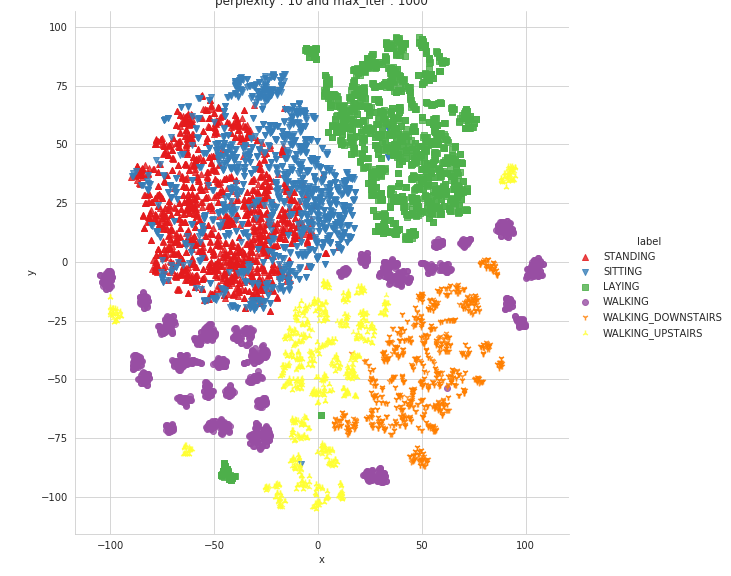 perplexity : 10 and max_iter : 1000
100
75
50
25
0
−25
−50
−75
−100
y
−100
−50
0
50
100
x
label
STANDING
SITTING
LAYING
WALKING
WALKING_DOWNSTAIRS
WALKING_UPSTAIRS